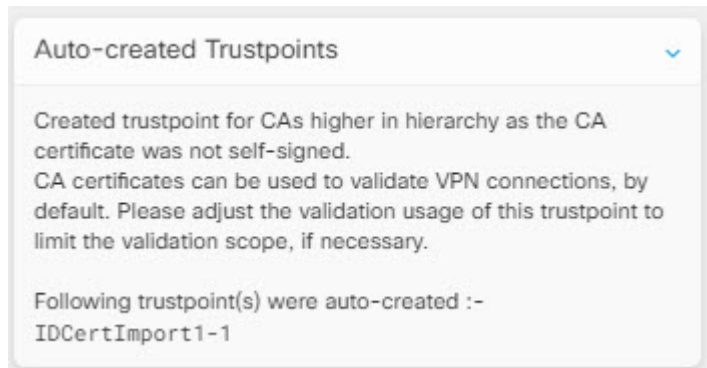 Auto-created Trustpoints
Created trustpoint for CAs higher in hierarchy as the CA
certificate was not self-signed.
CA certificates can be used to validate VPN connections, by
default. Please adjust the validation usage of this trustpoint to
limit the validation scope, if necessary.
Following trustpoint(s) were auto-created :-
IDCertImport1-1